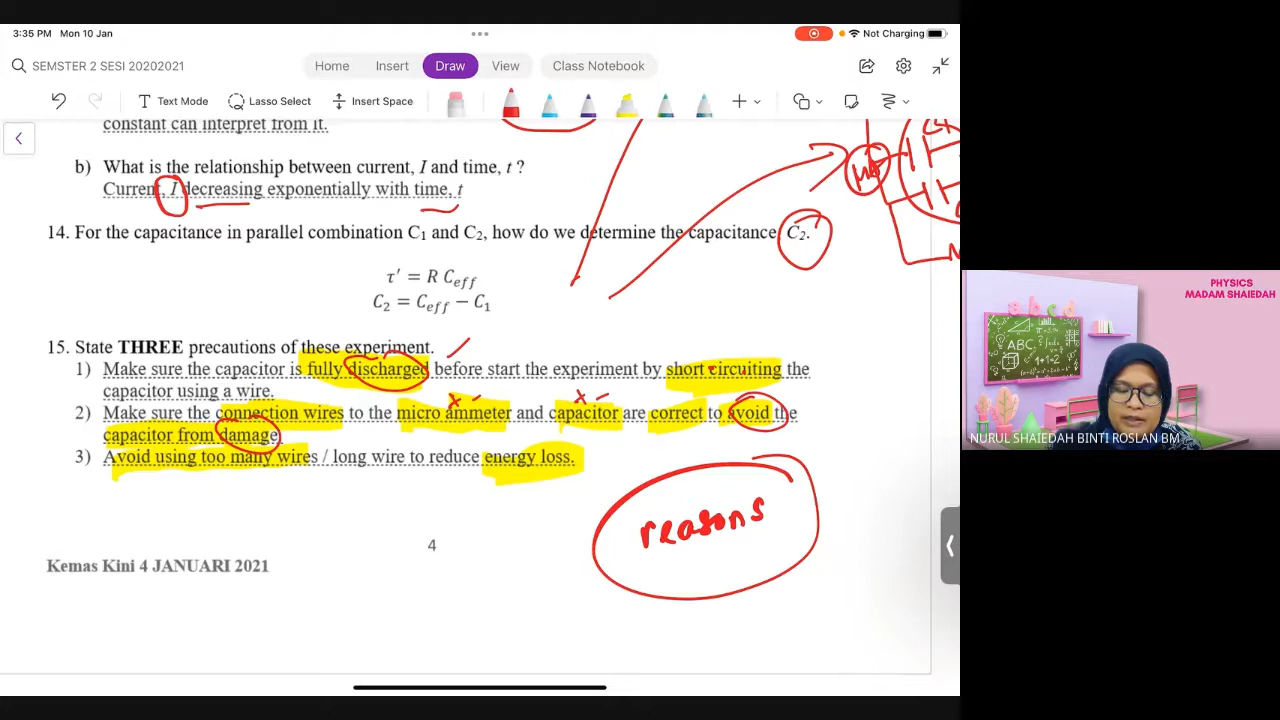 3:35 PM Mon 10 Jan
Not Charging
SEMSTER 2 SESI 20202021
Home Insert Draw View Class Notebook
Text Mode Lasso Select Insert Space
constant can interpret from it.
b) What is the relationship between current, I and time, t ?
Current, I decreasing exponentially with time, t
14. For the capacitance in parallel combination C₁ and C₂, how do we determine the capacitance C₂.
τ′ = R Ceff
C₂ = Ceff − C₁
15. State THREE precautions of these experiment.
1) Make sure the capacitor is fully discharged before start the experiment by short circuiting the
capacitor using a wire.
+ - + -
2) Make sure the connection wires to the micro ammeter and capacitor are correct to avoid the
capacitor from damage.
3) Avoid using too many wires / long wire to reduce energy loss.
reasons
4
Kemas Kini 4 JANUARI 2021
PHYSICS
MADAM SHAIEDAH
a b c d
ABC
1+1=2
NURUL SHAIEDAH BINTI ROSLAN BM